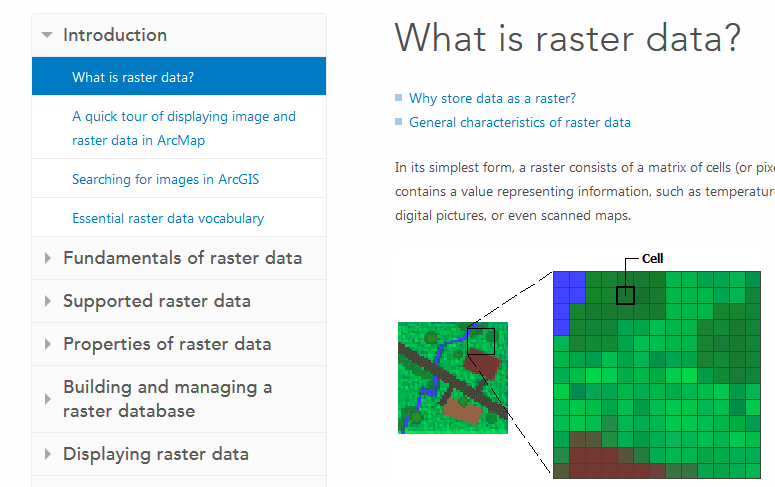 Introduction
What is raster data?
A quick tour of displaying image and
raster data in ArcMap
Searching for images in ArcGIS
Essential raster data vocabulary
Fundamentals of raster data
Supported raster data
Properties of raster data
Building and managing a
raster database
Displaying raster data
What is raster data?
Why store data as a raster?
General characteristics of raster data
In its simplest form, a raster consists of a matrix of cells (or pixe
contains a value representing information, such as temperature
digital pictures, or even scanned maps.
Cell